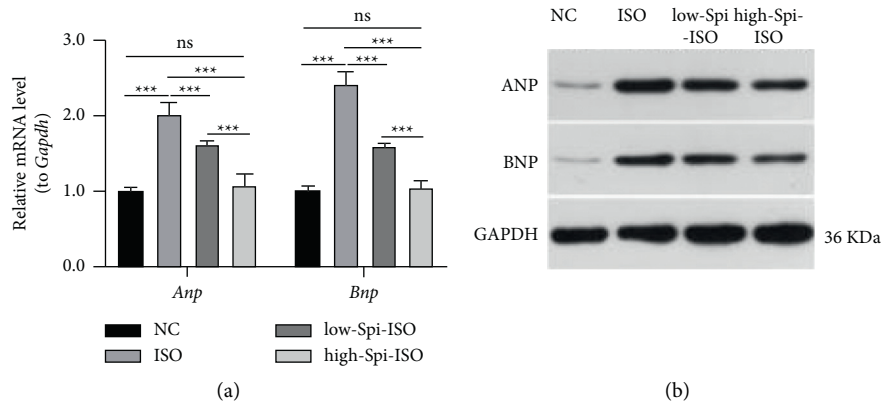 ns
ns
***
***
*** ***
*** ***
***
***
3.0
2.0
1.0
0.0
Relative mRNA level
(to Gapdh)
Anp
Bnp
NC
low-Spi-ISO
ISO
high-Spi-ISO
(a)
NC
ISO
low-Spi
-ISO
high-Spi-
ISO
ANP
BNP
GAPDH
36 KDa
(b)